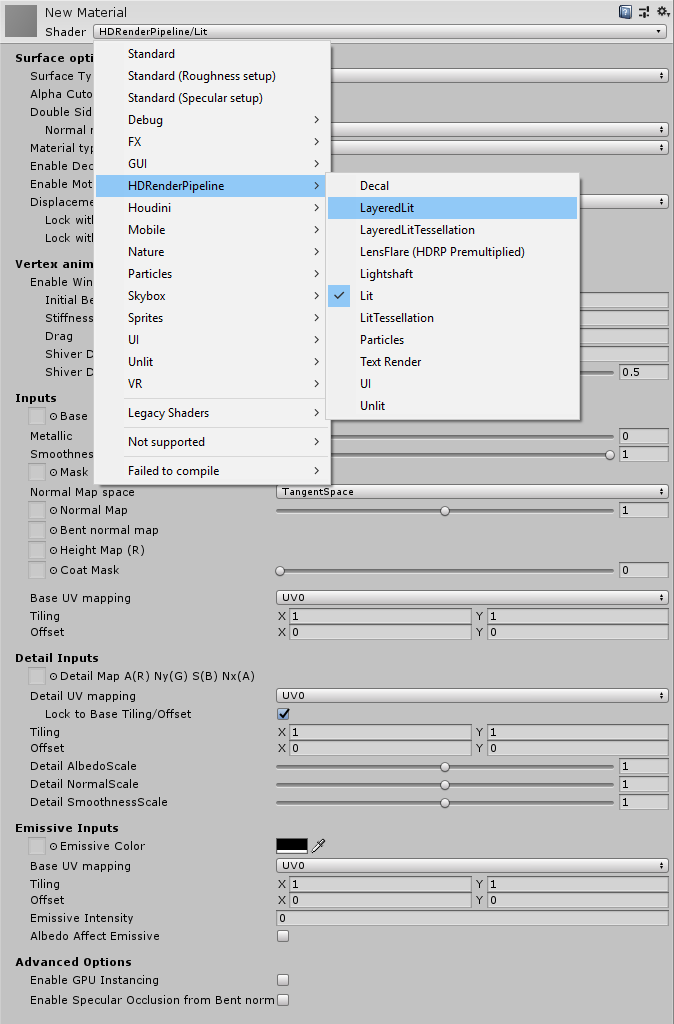 New Material
Shader HDRenderPipeline/Lit
Standard
Standard (Roughness setup)
Standard (Specular setup)
Debug
FX
GUI
HDRenderPipeline
Houdini
Mobile
Nature
Particles
Skybox
Sprites
UI
Unlit
VR
Legacy Shaders
Not supported
Failed to compile
Decal
LayeredLit
LayeredLitTessellation
LensFlare (HDRP Premultiplied)
Lightshaft
Lit
LitTessellation
Particles
Text Render
UI
Unlit
Surface opti
Surface Ty
Alpha Cuto
Double Sid
Normal r
Material typ
Enable Dec
Enable Mot
Displaceme
Lock with
Lock with
Vertex anim
Enable Win
Initial Be
Stiffness
Drag
Shiver D
Shiver D 0.5
Inputs
Base
Metallic 0
Smoothness 1
Mask
Normal Map space TangentSpace
Normal Map 1
Bent normal map
Height Map (R)
Coat Mask 0
Base UV mapping UV0
Tiling X 1 Y 1
Offset X 0 Y 0
Detail Inputs
Detail Map A(R) Ny(G) S(B) Nx(A)
Detail UV mapping UV0
Lock to Base Tiling/Offset
Tiling X 1 Y 1
Offset X 0 Y 0
Detail AlbedoScale 1
Detail NormalScale 1
Detail SmoothnessScale 1
Emissive Inputs
Emissive Color
Base UV mapping UV0
Tiling X 1 Y 1
Offset X 0 Y 0
Emissive Intensity 0
Albedo Affect Emissive
Advanced Options
Enable GPU Instancing
Enable Specular Occlusion from Bent norm